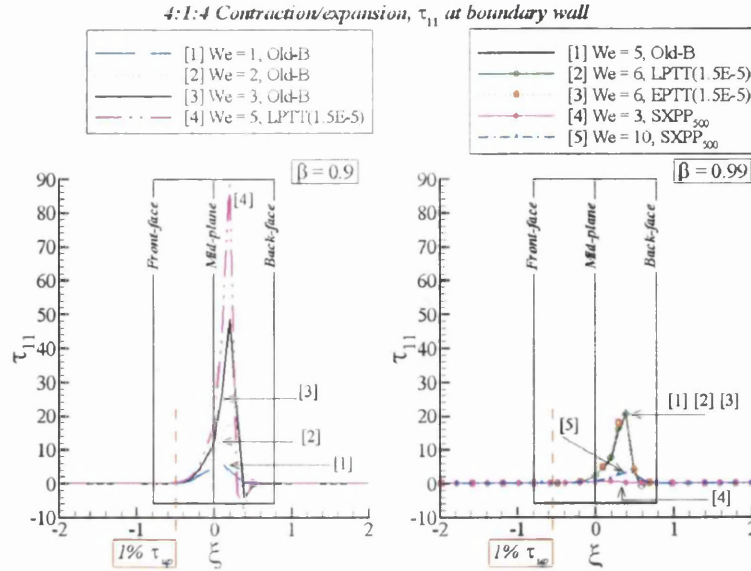 4:1:4 Contraction/expansion, τ11 at boundary wall
[1] We = 1, Old-B
[2] We = 2, Old-B
[3] We = 3, Old-B
[4] We = 5, LPTT(1.5E-5)
[1] We = 5, Old-B
[2] We = 6, LPTT(1.5E-5)
[3] We = 6, EPTT(1.5E-5)
[4] We = 3, SXPP500
[5] We = 10, SXPP500
β = 0.9
90
80
70
60
50
40
30
20
10
0
-10
τ11
Front-face
Mid-plane
Back-face
[4]
[3]
[2]
[1]
-2
-1
0
1
2
1% τup
ξ
β = 0.99
90
80
70
60
50
40
30
20
10
0
-10
τ11
Front-face
Mid-plane
Back-face
[1] [2] [3]
[5]
[4]
-2
-1
0
1
2
1% τup
ξ